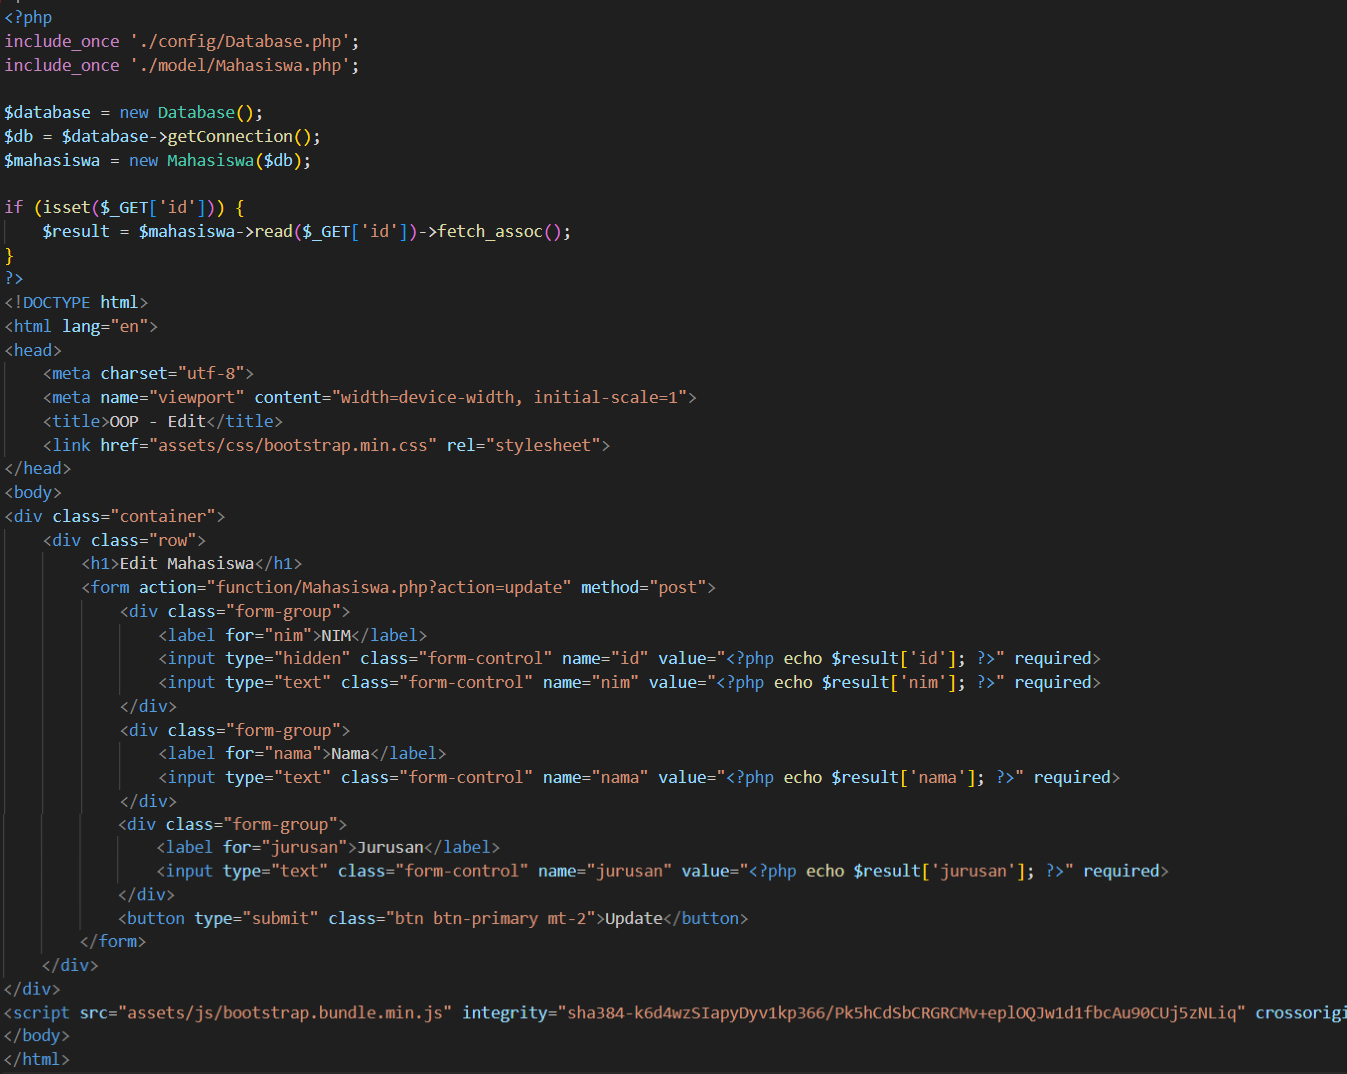 <?php
include_once './config/Database.php';
include_once './model/Mahasiswa.php';

$database = new Database();
$db = $database->getConnection();
$mahasiswa = new Mahasiswa($db);

if (isset($_GET['id'])) {
    $result = $mahasiswa->read($_GET['id'])->fetch_assoc();
}
?>
<!DOCTYPE html>
<html lang="en">
<head>
    <meta charset="utf-8">
    <meta name="viewport" content="width=device-width, initial-scale=1">
    <title>OOP - Edit</title>
    <link href="assets/css/bootstrap.min.css" rel="stylesheet">
</head>
<body>
<div class="container">
    <div class="row">
        <h1>Edit Mahasiswa</h1>
        <form action="function/Mahasiswa.php?action=update" method="post">
            <div class="form-group">
                <label for="nim">NIM</label>
                <input type="hidden" class="form-control" name="id" value="<?php echo $result['id']; ?>" required>
                <input type="text" class="form-control" name="nim" value="<?php echo $result['nim']; ?>" required>
            </div>
            <div class="form-group">
                <label for="nama">Nama</label>
                <input type="text" class="form-control" name="nama" value="<?php echo $result['nama']; ?>" required>
            </div>
            <div class="form-group">
                <label for="jurusan">Jurusan</label>
                <input type="text" class="form-control" name="jurusan" value="<?php echo $result['jurusan']; ?>" required>
            </div>
            <button type="submit" class="btn btn-primary mt-2">Update</button>
        </form>
    </div>
</div>
<script src="assets/js/bootstrap.bundle.min.js" integrity="sha384-k6d4wzSIapyDyv1kp366/Pk5hCdSbCRGRCMv+eplOQJw1d1fbcAu90CUj5zNLiq" crossorigi
</body>
</html>